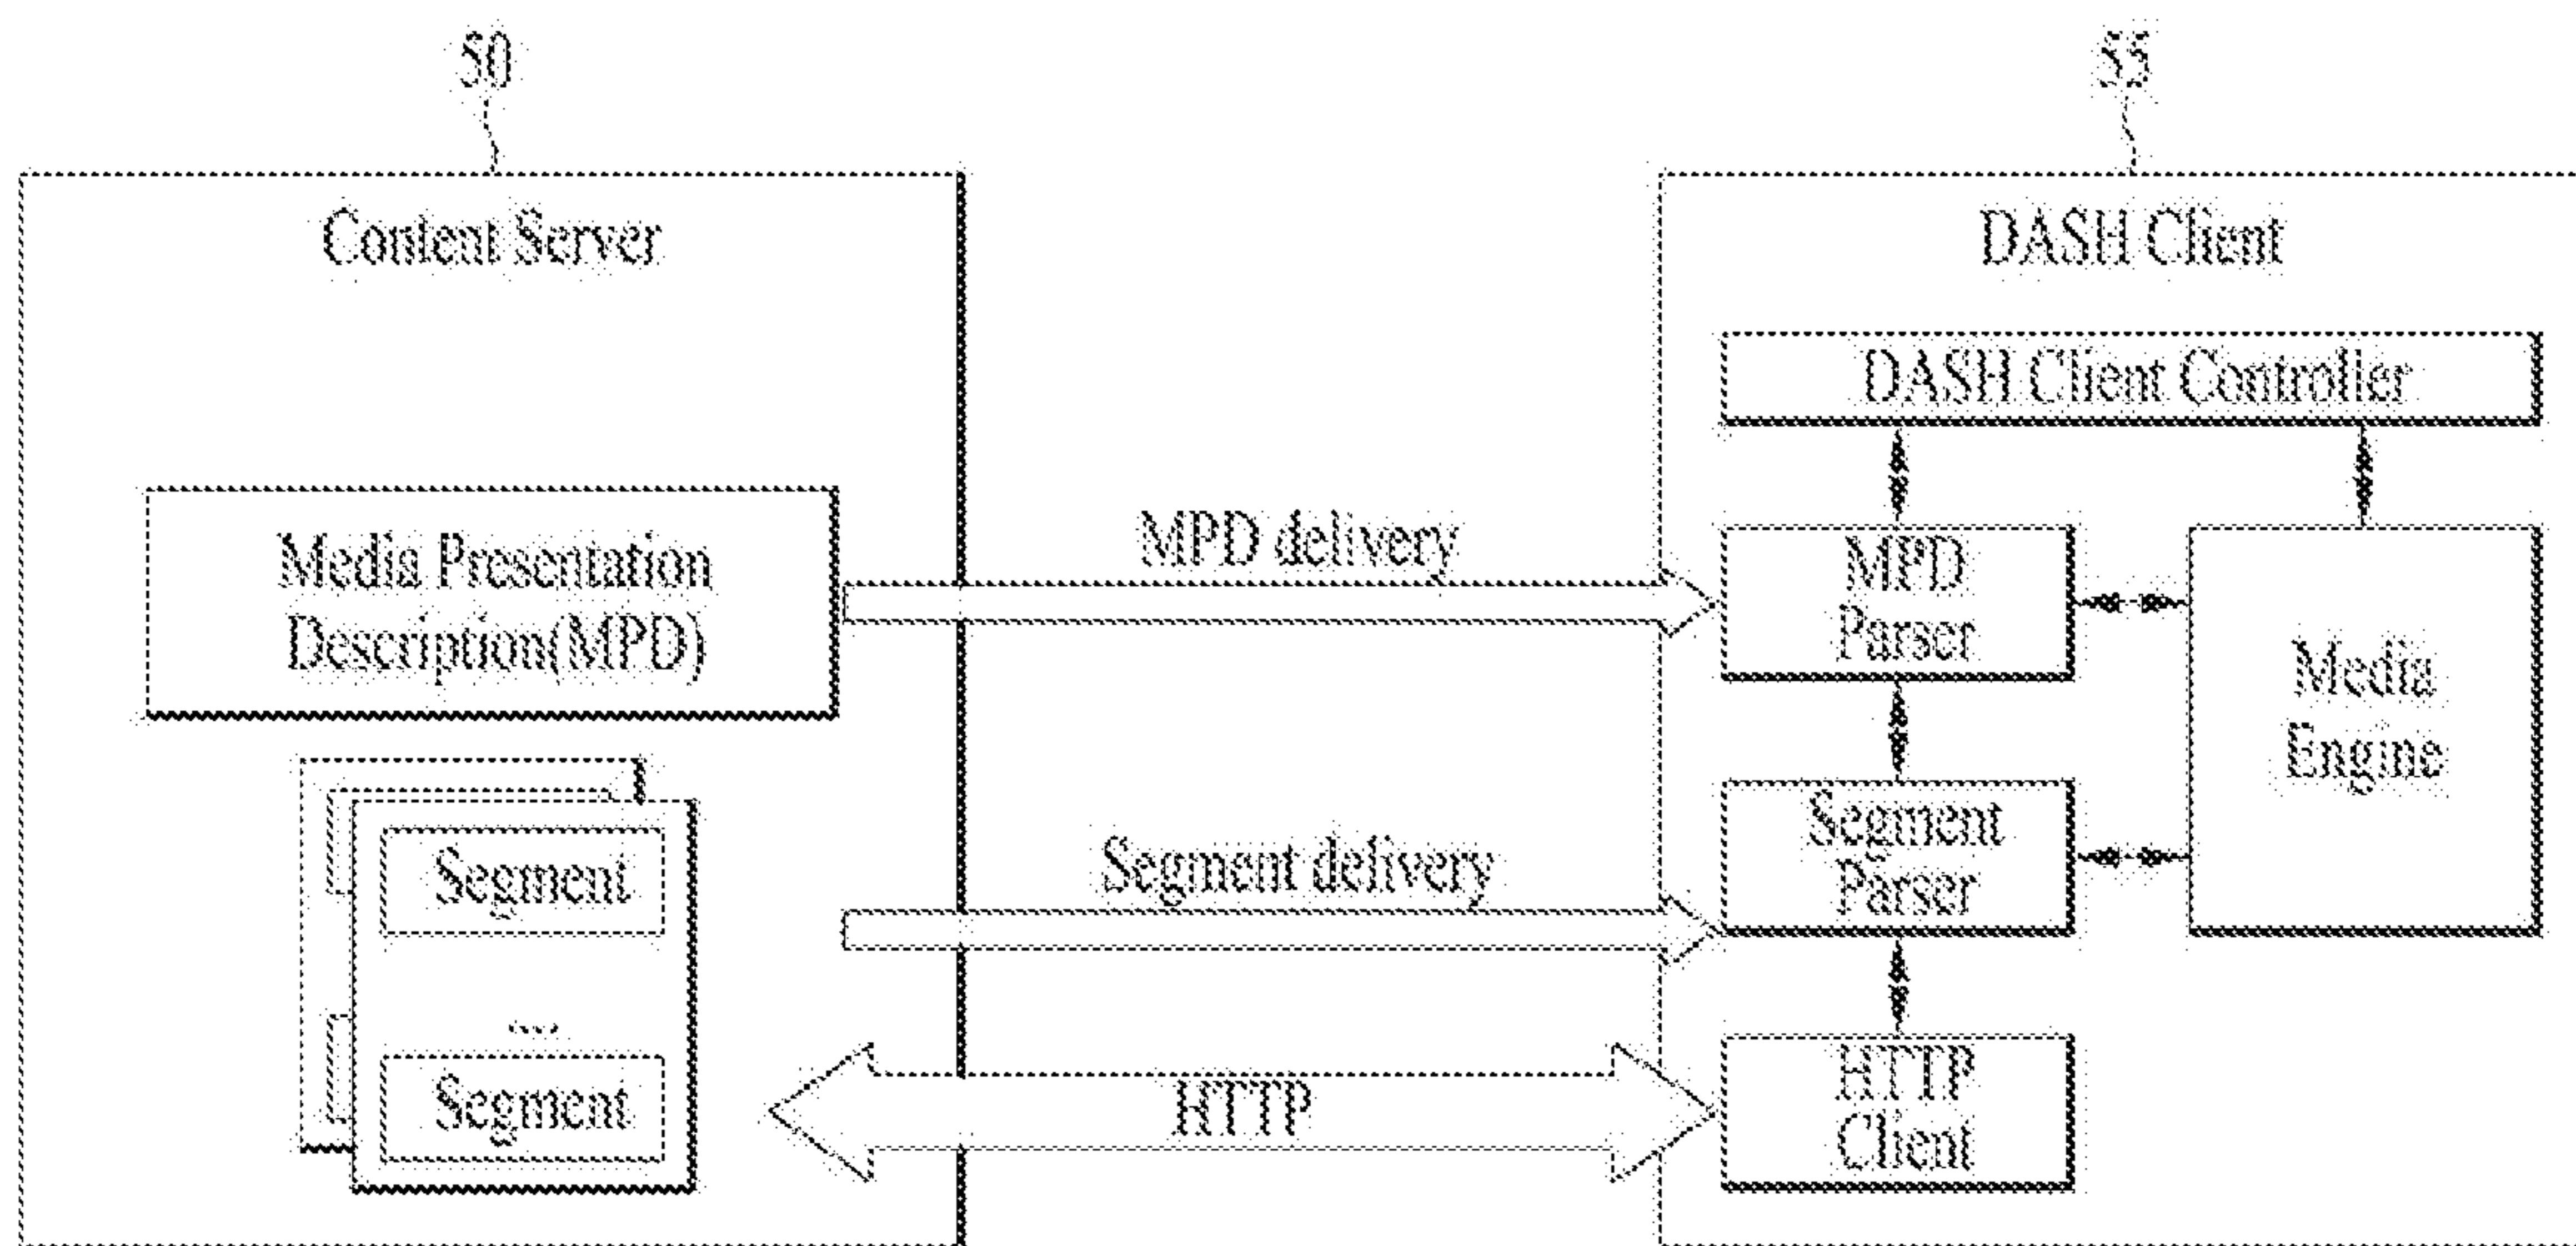 50
55
Content Server
DASH Client
DASH Client Controller
Media Presentation
Description(MPD)
MPD delivery
MPD
Parser
Media
Engine
Segment
...
Segment
Segment delivery
Segment
Parser
HTTP
HTTP
Client